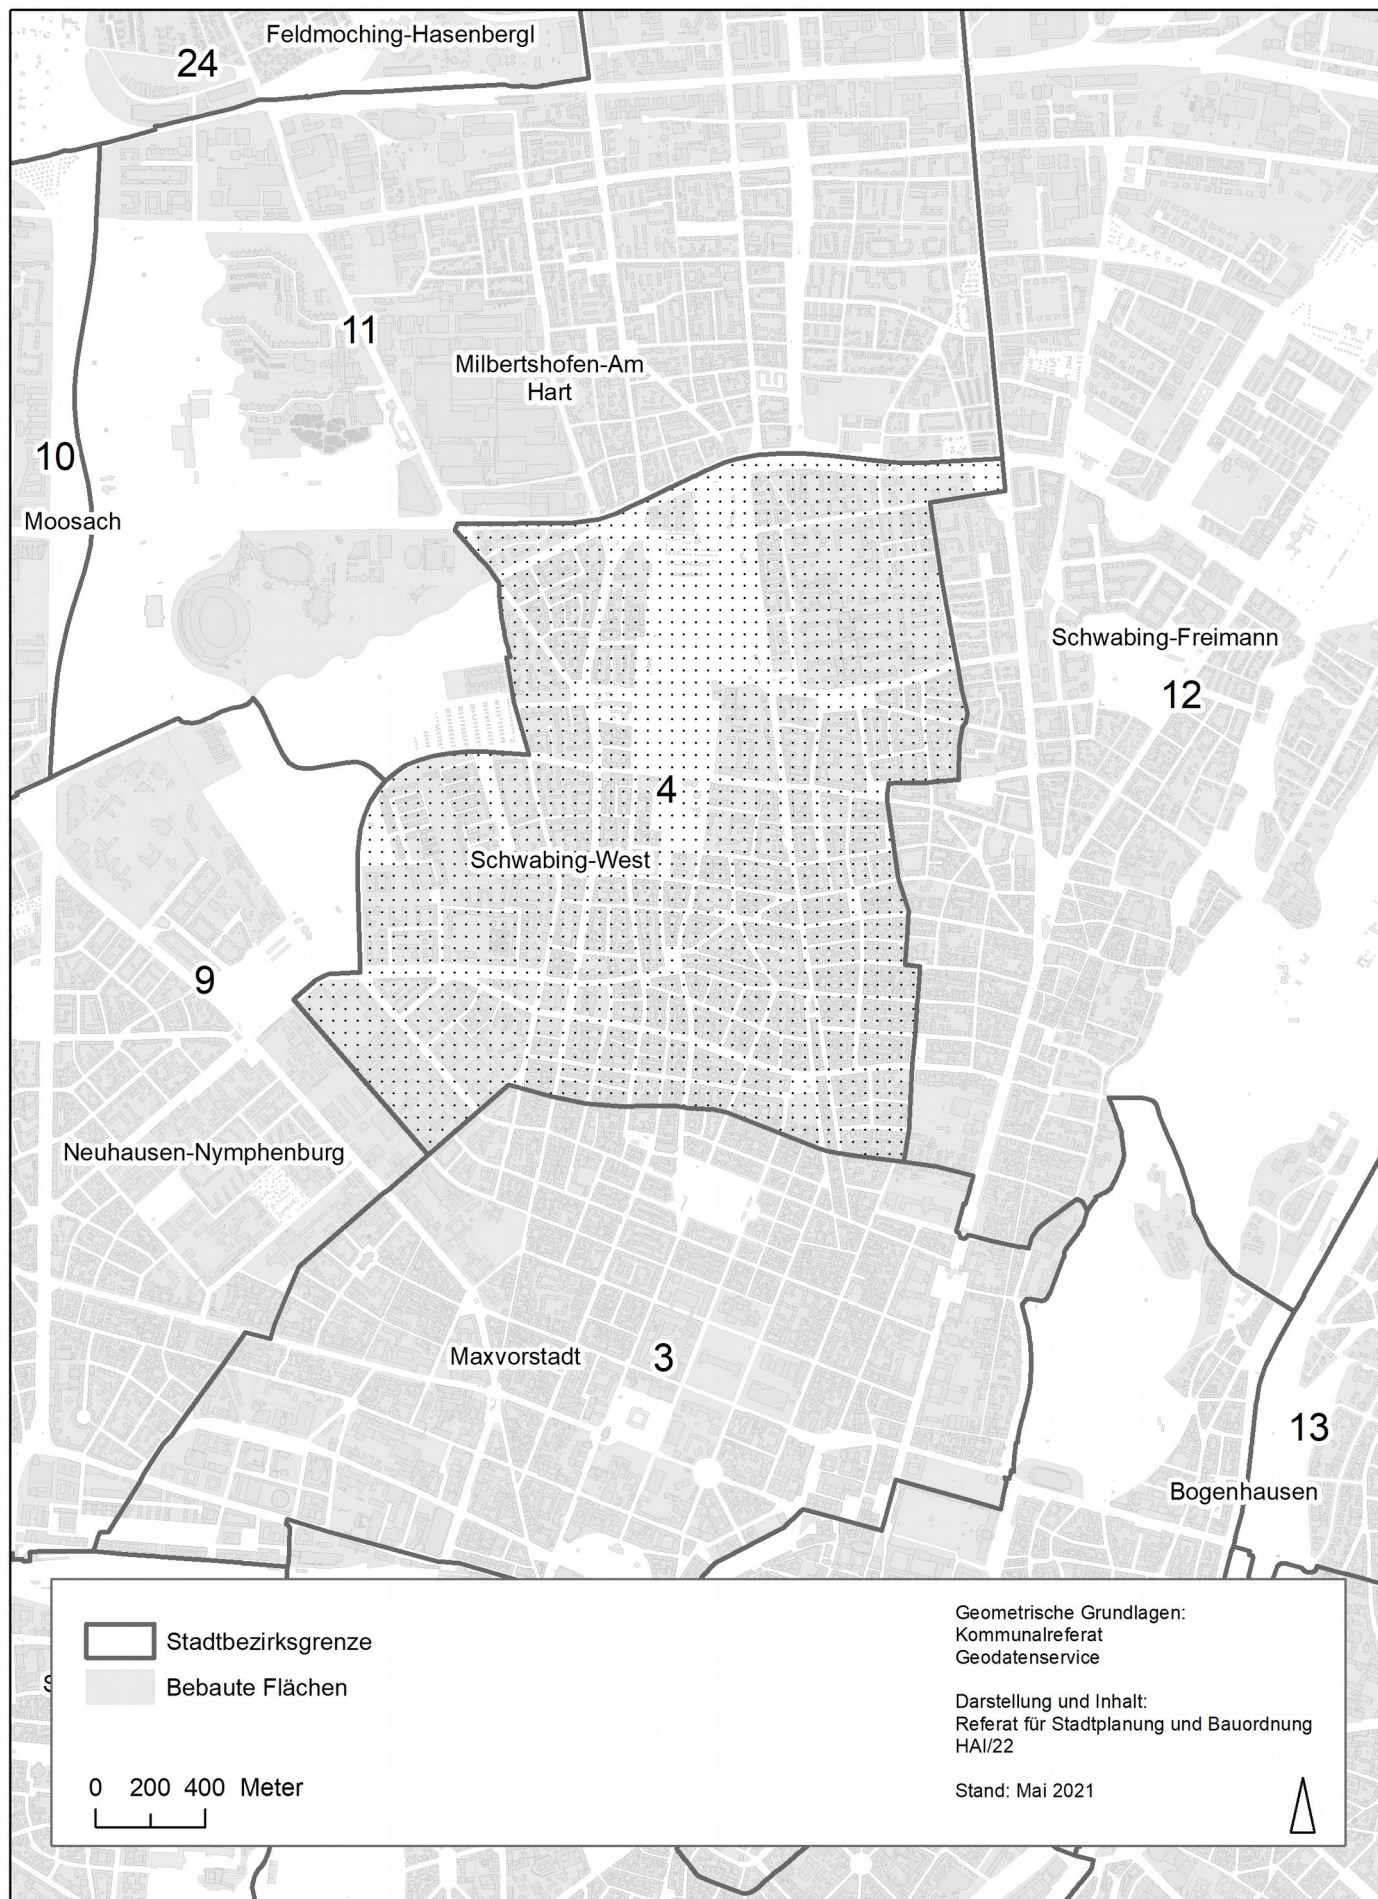 Feldmoching-Hasenbergl
24
11
Milbertshofen-Am
Hart
10
Moosach
Schwabing-Freimann
12
4
Schwabing-West
9
Neuhausen-Nymphenburg
Maxvorstadt
3
13
Bogenhausen
Stadtbezirksgrenze
Bebaute Flächen
0 200 400 Meter
Geometrische Grundlagen:
Kommunalreferat
Geodatenservice
Darstellung und Inhalt:
Referat für Stadtplanung und Bauordnung
HAI/22
Stand: Mai 2021